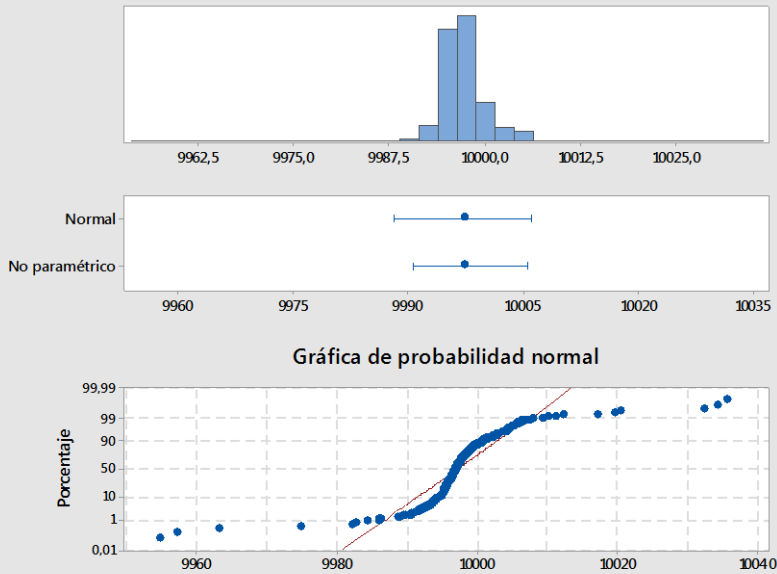 9962,5 9975,0 9987,5 10000,0 10012,5 10025,0
Normal
No paramétrico
9960 9975 9990 10005 10020 10035
Gráfica de probabilidad normal
Porcentaje
99,99
99
90
50
10
1
0,01
9960 9980 10000 10020 10040